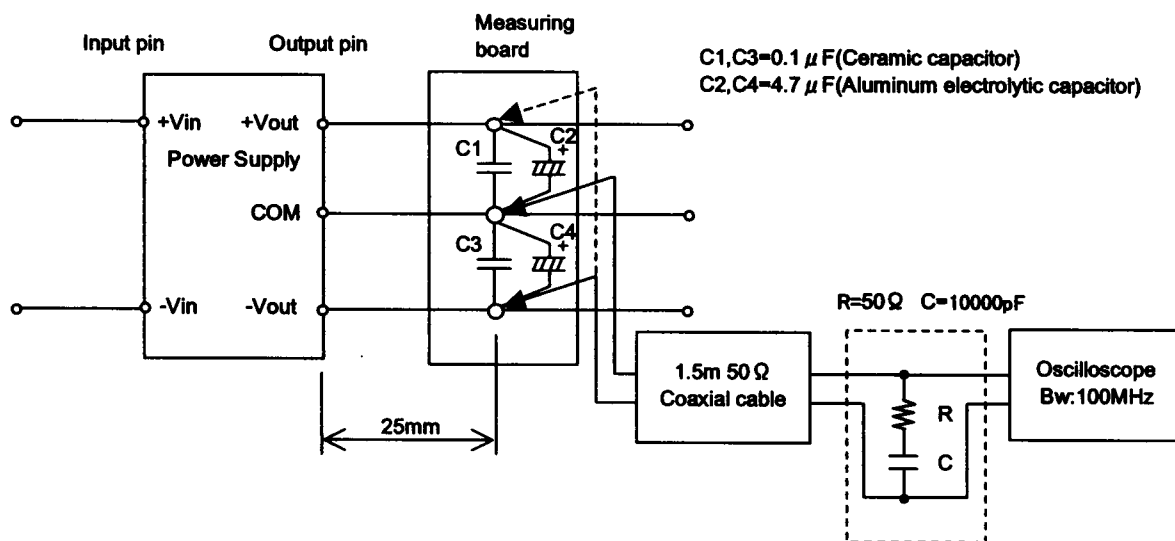 Measuring
board
Input pin
Output pin
C1,C3=0.1 μF(Ceramic capacitor)
C2,C4=4.7 μF(Aluminum electrolytic capacitor)
+Vin
+Vout
C1
C2
+
Power Supply
COM
C3
C4
+
-Vin
-Vout
R=50Ω C=10000pF
1.5m 50Ω
Coaxial cable
Oscilloscope
Bw:100MHz
R
25mm
C